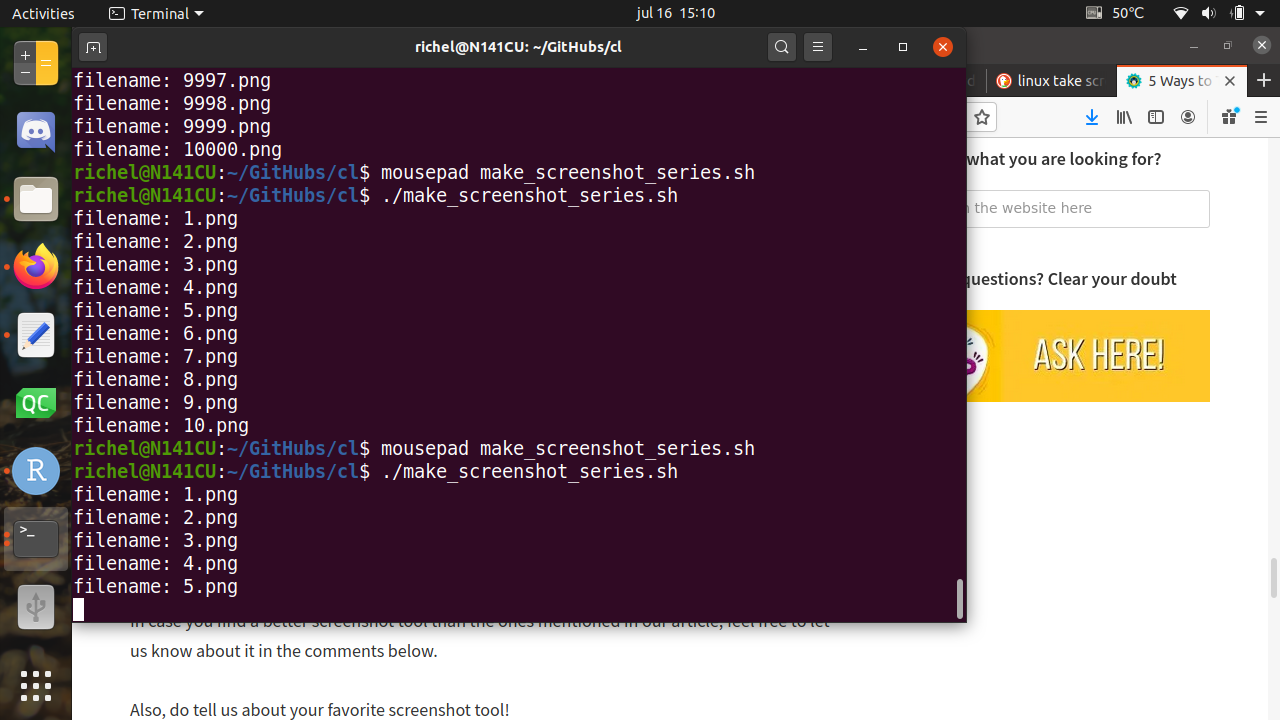 Activities
Terminal
jul 16 15:10
50℃
richel@N141CU: ~/GitHubs/cl
linux take scr
5 Ways to
filename: 9997.png
filename: 9998.png
filename: 9999.png
filename: 10000.png
richel@N141CU:~/GitHubs/cl$ mousepad make_screenshot_series.sh
richel@N141CU:~/GitHubs/cl$ ./make_screenshot_series.sh
filename: 1.png
filename: 2.png
filename: 3.png
filename: 4.png
filename: 5.png
filename: 6.png
filename: 7.png
filename: 8.png
filename: 9.png
filename: 10.png
richel@N141CU:~/GitHubs/cl$ mousepad make_screenshot_series.sh
richel@N141CU:~/GitHubs/cl$ ./make_screenshot_series.sh
filename: 1.png
filename: 2.png
filename: 3.png
filename: 4.png
filename: 5.png
what you are looking for?
the website here
questions? Clear your doubt
ASK HERE!
QC
R
>_
In case you find a better screenshot tool than the ones mentioned in our article, feel free to let
us know about it in the comments below.
Also, do tell us about your favorite screenshot tool!